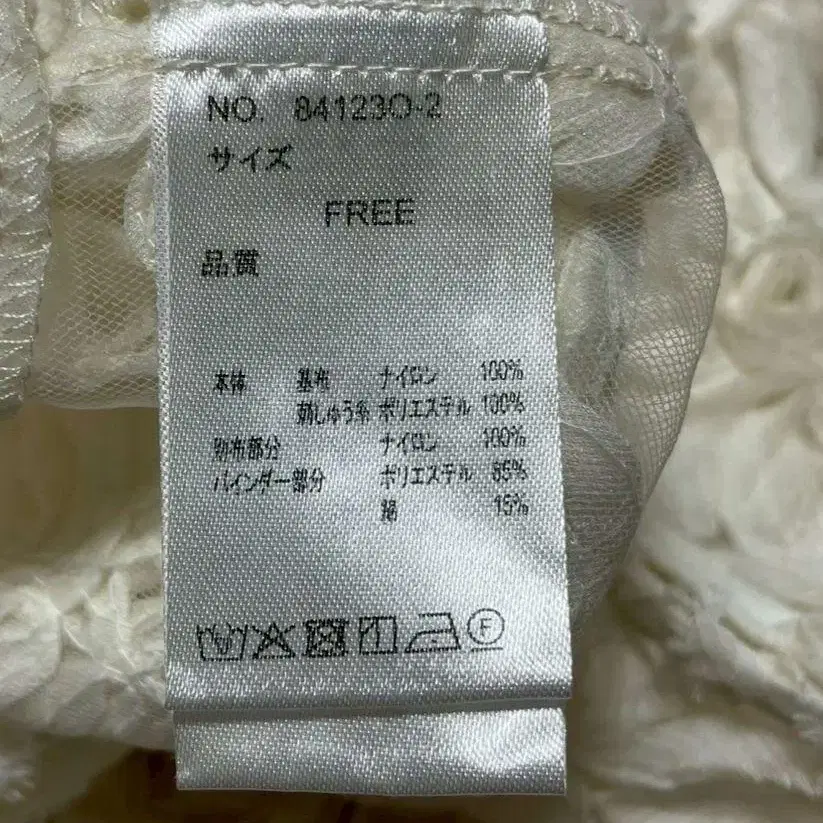 NO. 841230-2
サイズ
FREE
品質
本体 基布 ナイロン 100%
刺しゅう糸 ポリエステル 100%
別布部分 ナイロン 100%
バインダー部分 ポリエステル 85%
綿 15%
F